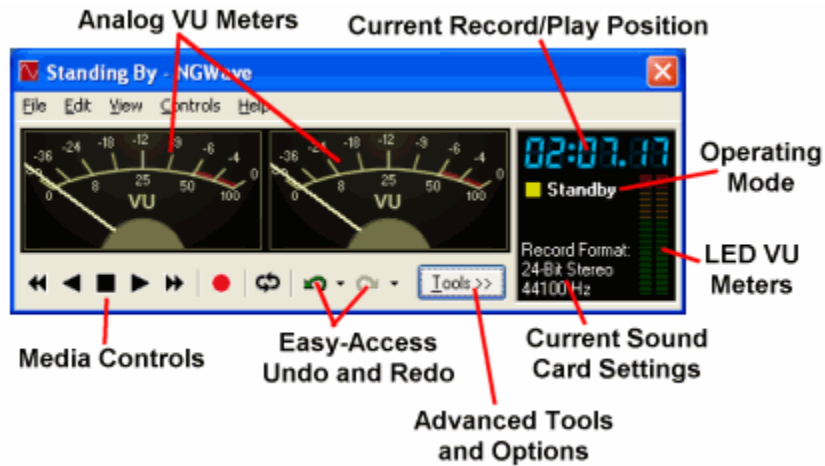 Analog VU Meters
Current Record/Play Position
Standing By - NGWave
File Edit View Controls Help
-36 -24 -18 -12 -9 -6 -4 0
0 8 25 50 100
VU
-36 -24 -18 -12 -9 -6 -4 0
0 8 25 50 100
VU
02:07.17
Standby
Record Format:
24-Bit Stereo
44100 Hz
Operating
Mode
LED VU
Meters
Tools >>
Media Controls
Easy-Access
Undo and Redo
Current Sound
Card Settings
Advanced Tools
and Options